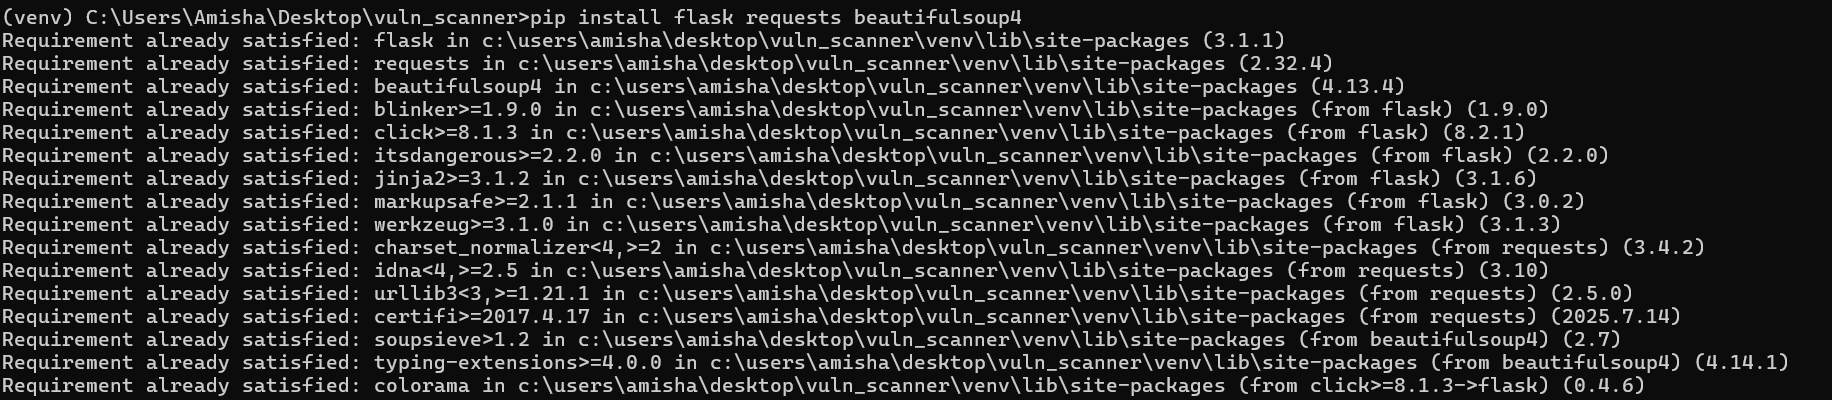 (venv) C:\Users\Amisha\Desktop\vuln_scanner>pip install flask requests beautifulsoup4
Requirement already satisfied: flask in c:\users\amisha\desktop\vuln_scanner\venv\lib\site-packages (3.1.1)
Requirement already satisfied: requests in c:\users\amisha\desktop\vuln_scanner\venv\lib\site-packages (2.32.4)
Requirement already satisfied: beautifulsoup4 in c:\users\amisha\desktop\vuln_scanner\venv\lib\site-packages (4.13.4)
Requirement already satisfied: blinker>=1.9.0 in c:\users\amisha\desktop\vuln_scanner\venv\lib\site-packages (from flask) (1.9.0)
Requirement already satisfied: click>=8.1.3 in c:\users\amisha\desktop\vuln_scanner\venv\lib\site-packages (from flask) (8.2.1)
Requirement already satisfied: itsdangerous>=2.2.0 in c:\users\amisha\desktop\vuln_scanner\venv\lib\site-packages (from flask) (2.2.0)
Requirement already satisfied: jinja2>=3.1.2 in c:\users\amisha\desktop\vuln_scanner\venv\lib\site-packages (from flask) (3.1.6)
Requirement already satisfied: markupsafe>=2.1.1 in c:\users\amisha\desktop\vuln_scanner\venv\lib\site-packages (from flask) (3.0.2)
Requirement already satisfied: werkzeug>=3.1.0 in c:\users\amisha\desktop\vuln_scanner\venv\lib\site-packages (from flask) (3.1.3)
Requirement already satisfied: charset_normalizer<4,>=2 in c:\users\amisha\desktop\vuln_scanner\venv\lib\site-packages (from requests) (3.4.2)
Requirement already satisfied: idna<4,>=2.5 in c:\users\amisha\desktop\vuln_scanner\venv\lib\site-packages (from requests) (3.10)
Requirement already satisfied: urllib3<3,>=1.21.1 in c:\users\amisha\desktop\vuln_scanner\venv\lib\site-packages (from requests) (2.5.0)
Requirement already satisfied: certifi>=2017.4.17 in c:\users\amisha\desktop\vuln_scanner\venv\lib\site-packages (from requests) (2025.7.14)
Requirement already satisfied: soupsieve>1.2 in c:\users\amisha\desktop\vuln_scanner\venv\lib\site-packages (from beautifulsoup4) (2.7)
Requirement already satisfied: typing-extensions>=4.0.0 in c:\users\amisha\desktop\vuln_scanner\venv\lib\site-packages (from beautifulsoup4) (4.14.1)
Requirement already satisfied: colorama in c:\users\amisha\desktop\vuln_scanner\venv\lib\site-packages (from click>=8.1.3->flask) (0.4.6)